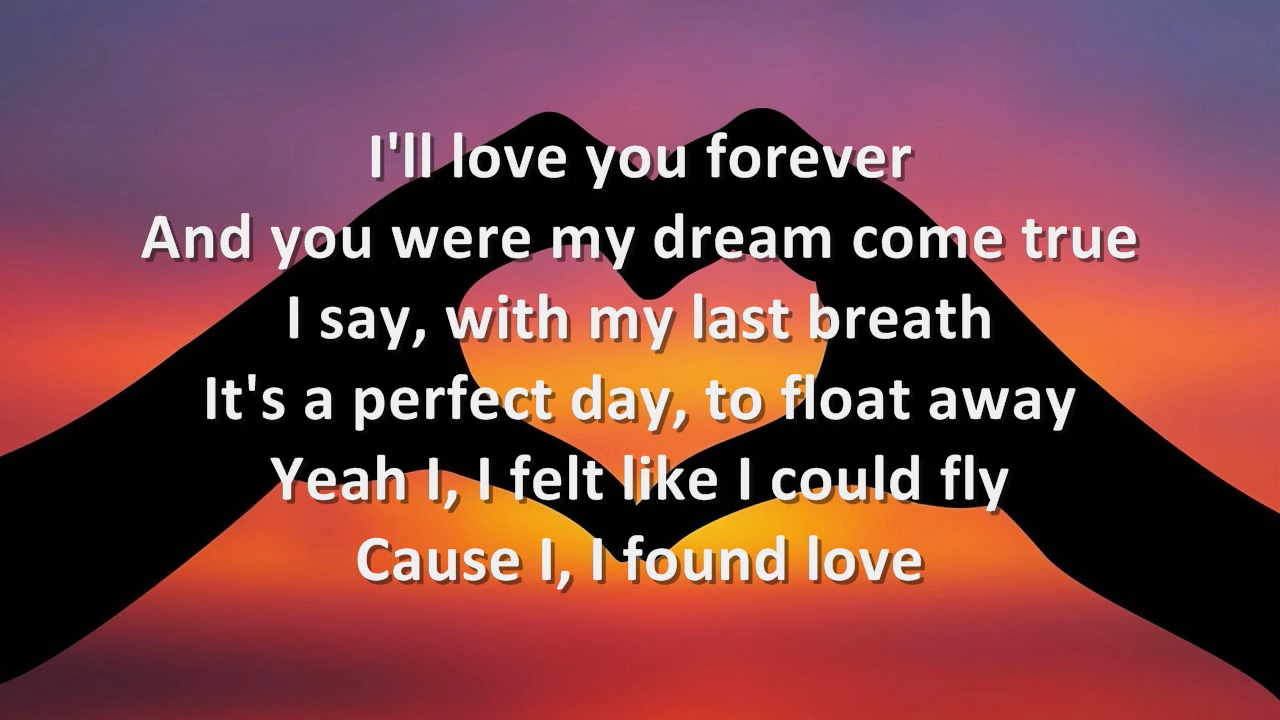 I'll love you forever
And you were my dream come true
I say, with my last breath
It's a perfect day, to float away
Yeah I, I felt like I could fly
Cause I, I found love